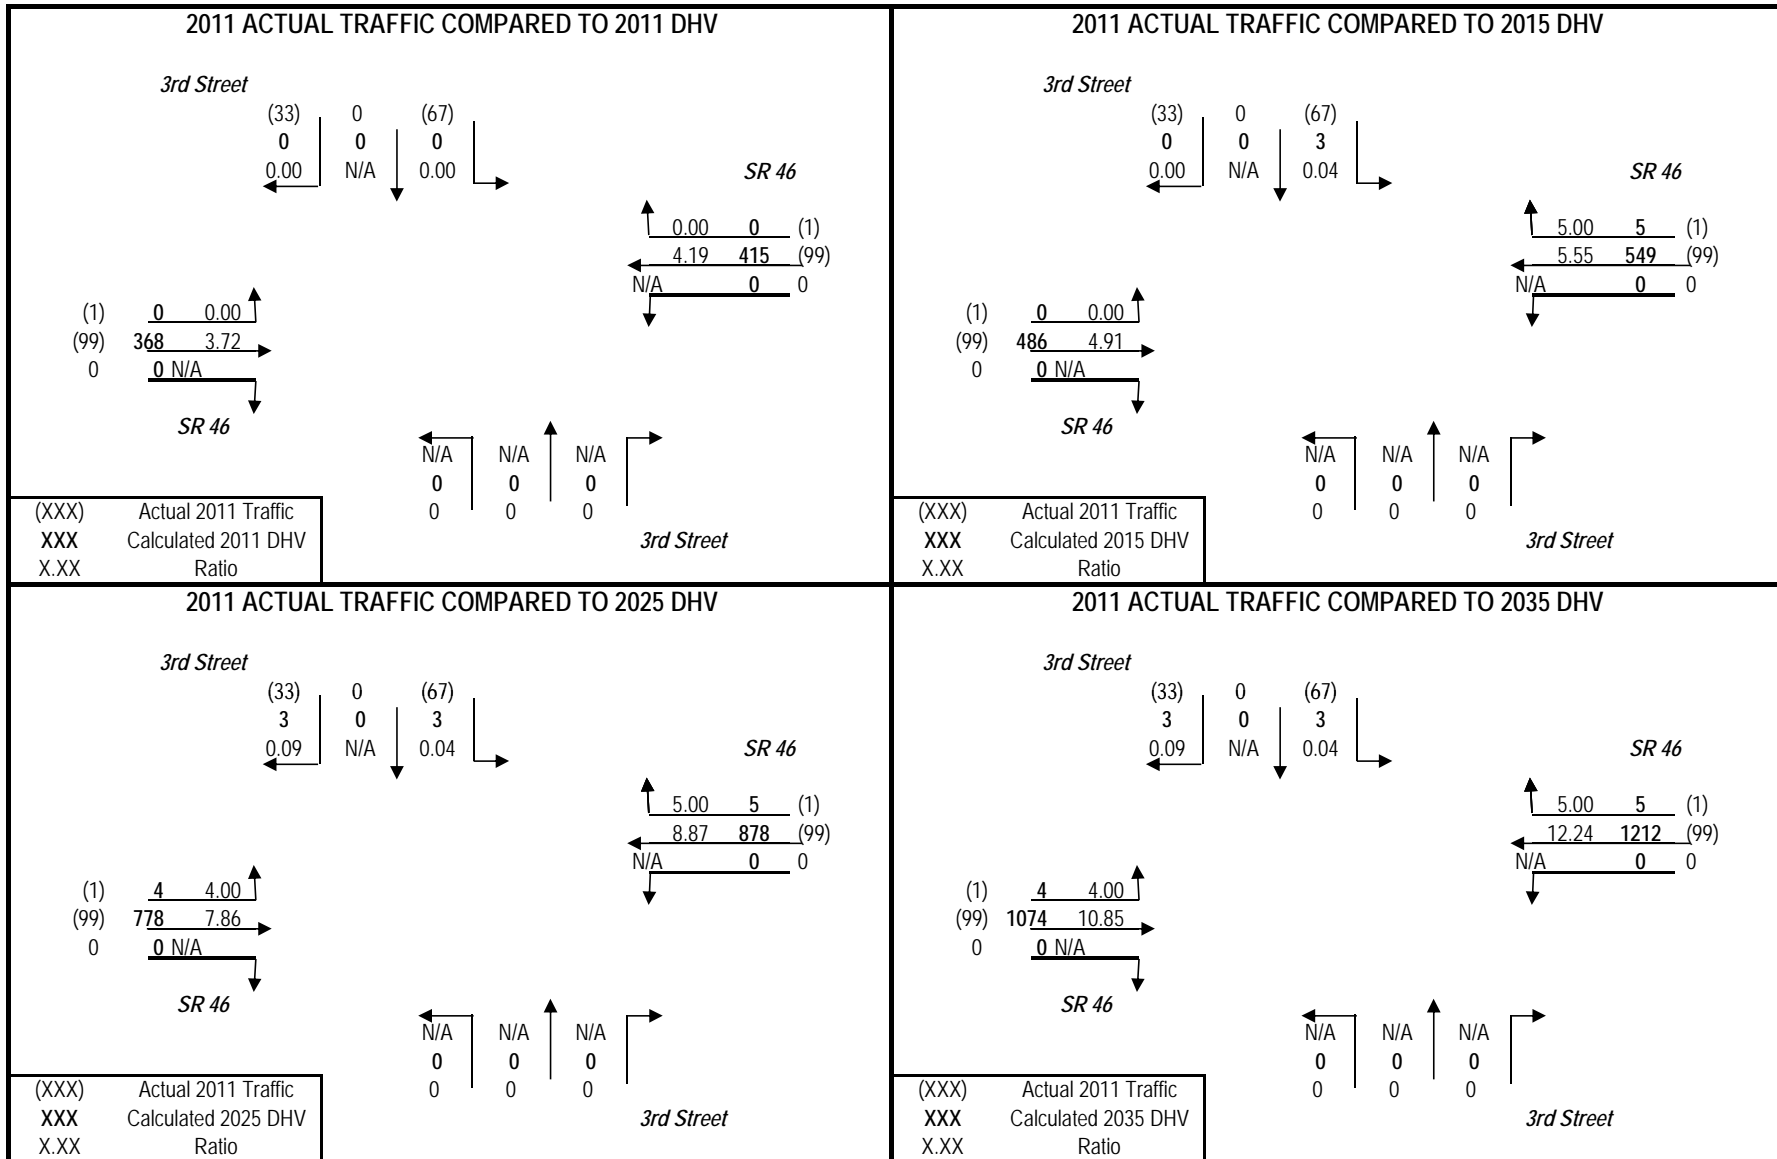 2011 ACTUAL TRAFFIC COMPARED TO 2011 DHV
3rd Street
(33) 0 (67)
0 0 0
0.00 N/A 0.00
SR 46
0.00 0 (1)
4.19 415 (99)
N/A 0 0
(1) 0 0.00
(99) 368 3.72
0 0 N/A
SR 46
N/A N/A N/A
0 0 0
0 0 0
3rd Street
(XXX) Actual 2011 Traffic
XXX Calculated 2011 DHV
X.XX Ratio
2011 ACTUAL TRAFFIC COMPARED TO 2015 DHV
3rd Street
(33) 0 (67)
0 0 3
0.00 N/A 0.04
SR 46
5.00 5 (1)
5.55 549 (99)
N/A 0 0
(1) 0 0.00
(99) 486 4.91
0 0 N/A
SR 46
N/A N/A N/A
0 0 0
0 0 0
3rd Street
(XXX) Actual 2011 Traffic
XXX Calculated 2015 DHV
X.XX Ratio
2011 ACTUAL TRAFFIC COMPARED TO 2025 DHV
3rd Street
(33) 0 (67)
3 0 3
0.09 N/A 0.04
SR 46
5.00 5 (1)
8.87 878 (99)
N/A 0 0
(1) 4 4.00
(99) 778 7.86
0 0 N/A
SR 46
N/A N/A N/A
0 0 0
0 0 0
3rd Street
(XXX) Actual 2011 Traffic
XXX Calculated 2025 DHV
X.XX Ratio
2011 ACTUAL TRAFFIC COMPARED TO 2035 DHV
3rd Street
(33) 0 (67)
3 0 3
0.09 N/A 0.04
SR 46
5.00 5 (1)
12.24 1212 (99)
N/A 0 0
(1) 4 4.00
(99) 1074 10.85
0 0 N/A
SR 46
N/A N/A N/A
0 0 0
0 0 0
3rd Street
(XXX) Actual 2011 Traffic
XXX Calculated 2035 DHV
X.XX Ratio